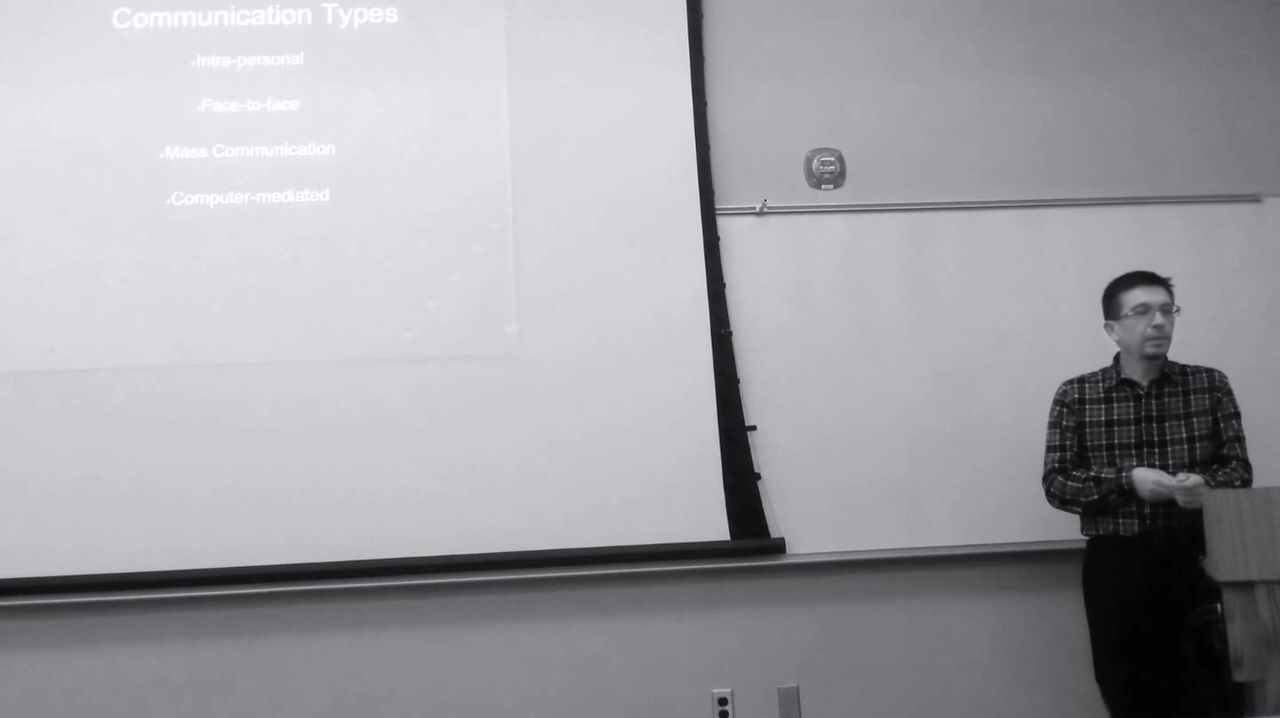 Communication Types
Intra-personal
Face-to-face
Mass Communication
Computer-mediated